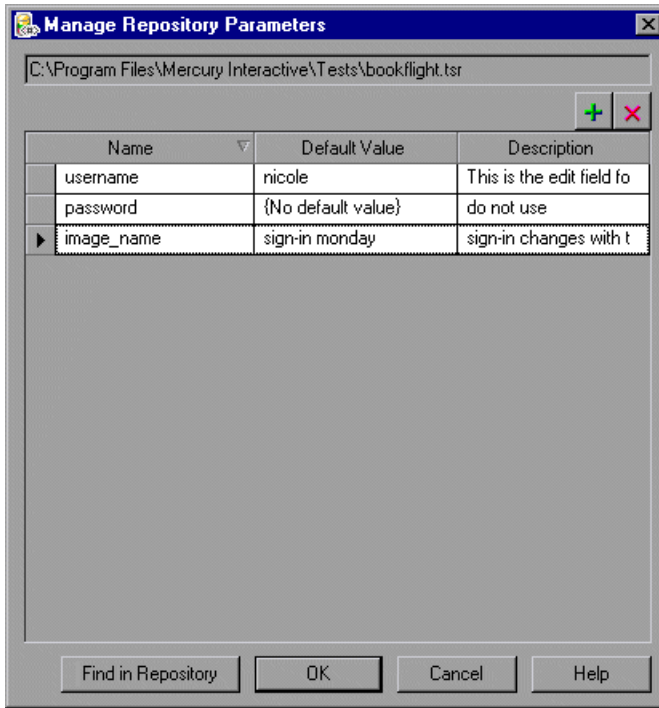 Manage Repository Parameters
C:\Program Files\Mercury Interactive\Tests\bookflight.tsr
Name Default Value Description
username nicole This is the edit field fo
password {No default value} do not use
image_name sign-in monday sign-in changes with t
Find in Repository OK Cancel Help